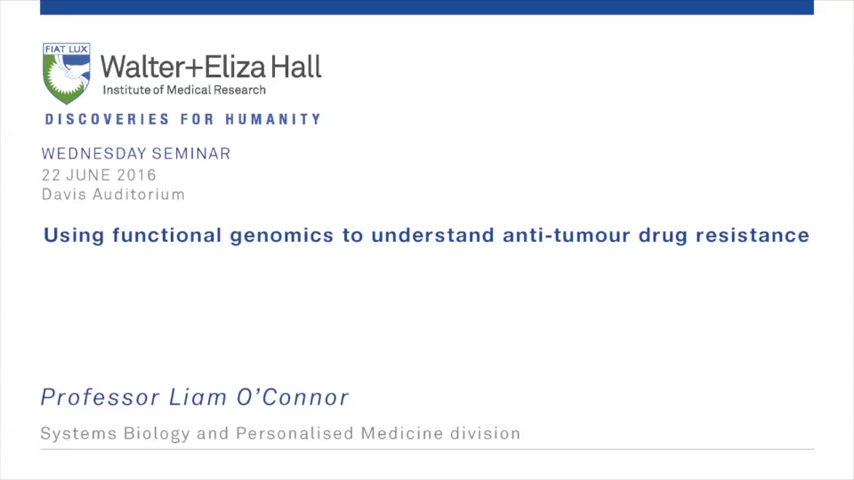 FIAT LUX
Walter+Eliza Hall
Institute of Medical Research
DISCOVERIES FOR HUMANITY
WEDNESDAY SEMINAR
22 JUNE 2016
Davis Auditorium
Using functional genomics to understand anti-tumour drug resistance
Professor Liam O'Connor
Systems Biology and Personalised Medicine division